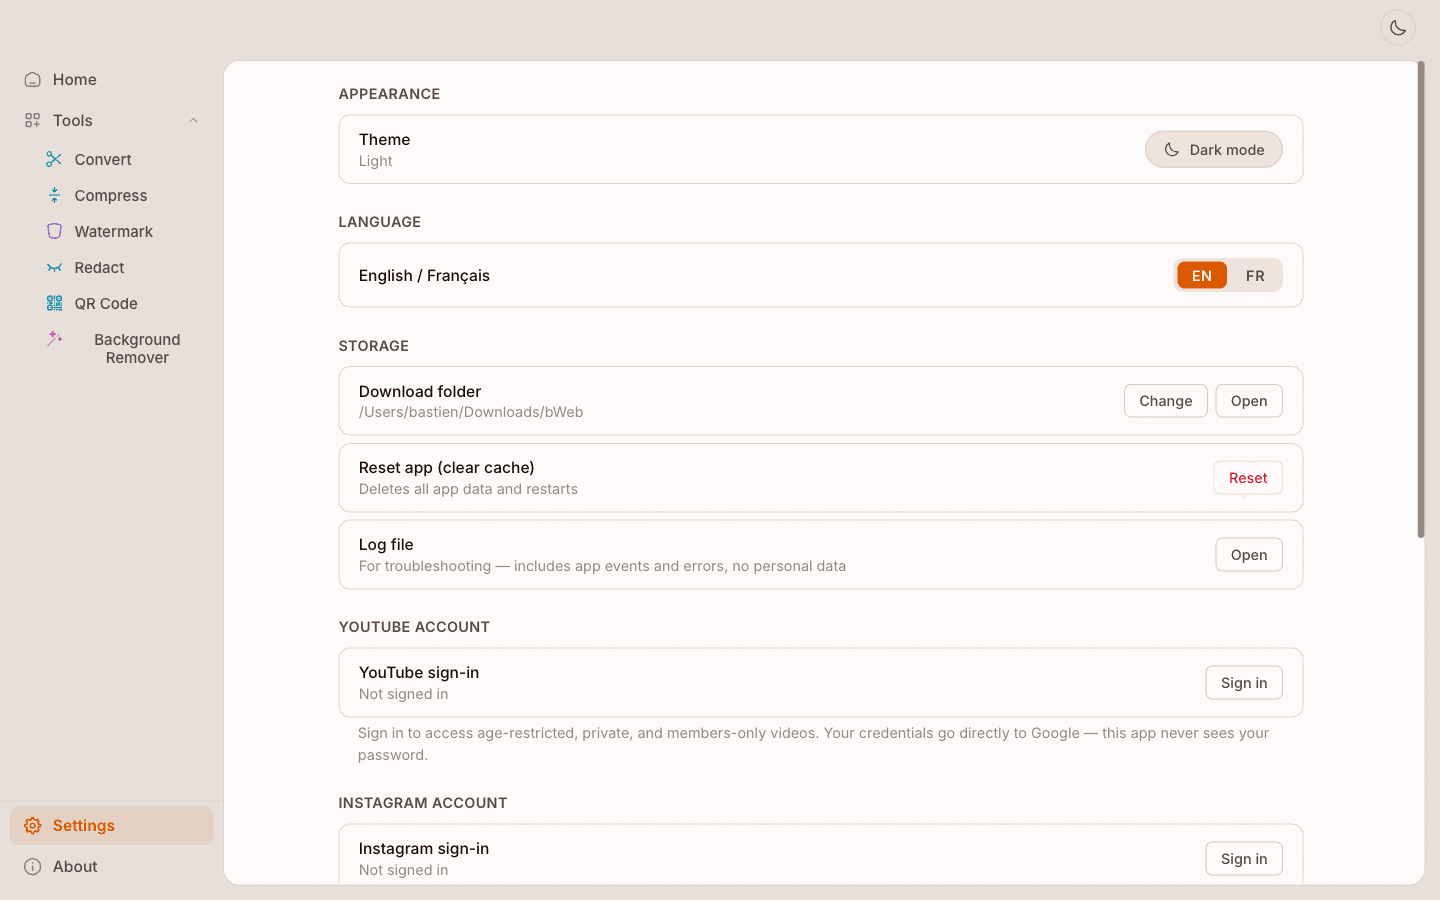 Home
Tools
Convert
Compress
Watermark
Redact
QR Code
Background
Remover
Settings
About
APPEARANCE
Theme
Light
Dark mode
LANGUAGE
English / Français
EN
FR
STORAGE
Download folder
/Users/bastien/Downloads/bWeb
Change
Open
Reset app (clear cache)
Deletes all app data and restarts
Reset
Log file
For troubleshooting — includes app events and errors, no personal data
Open
YOUTUBE ACCOUNT
YouTube sign-in
Not signed in
Sign in
Sign in to access age-restricted, private, and members-only videos. Your credentials go directly to Google — this app never sees your
password.
INSTAGRAM ACCOUNT
Instagram sign-in
Not signed in
Sign in